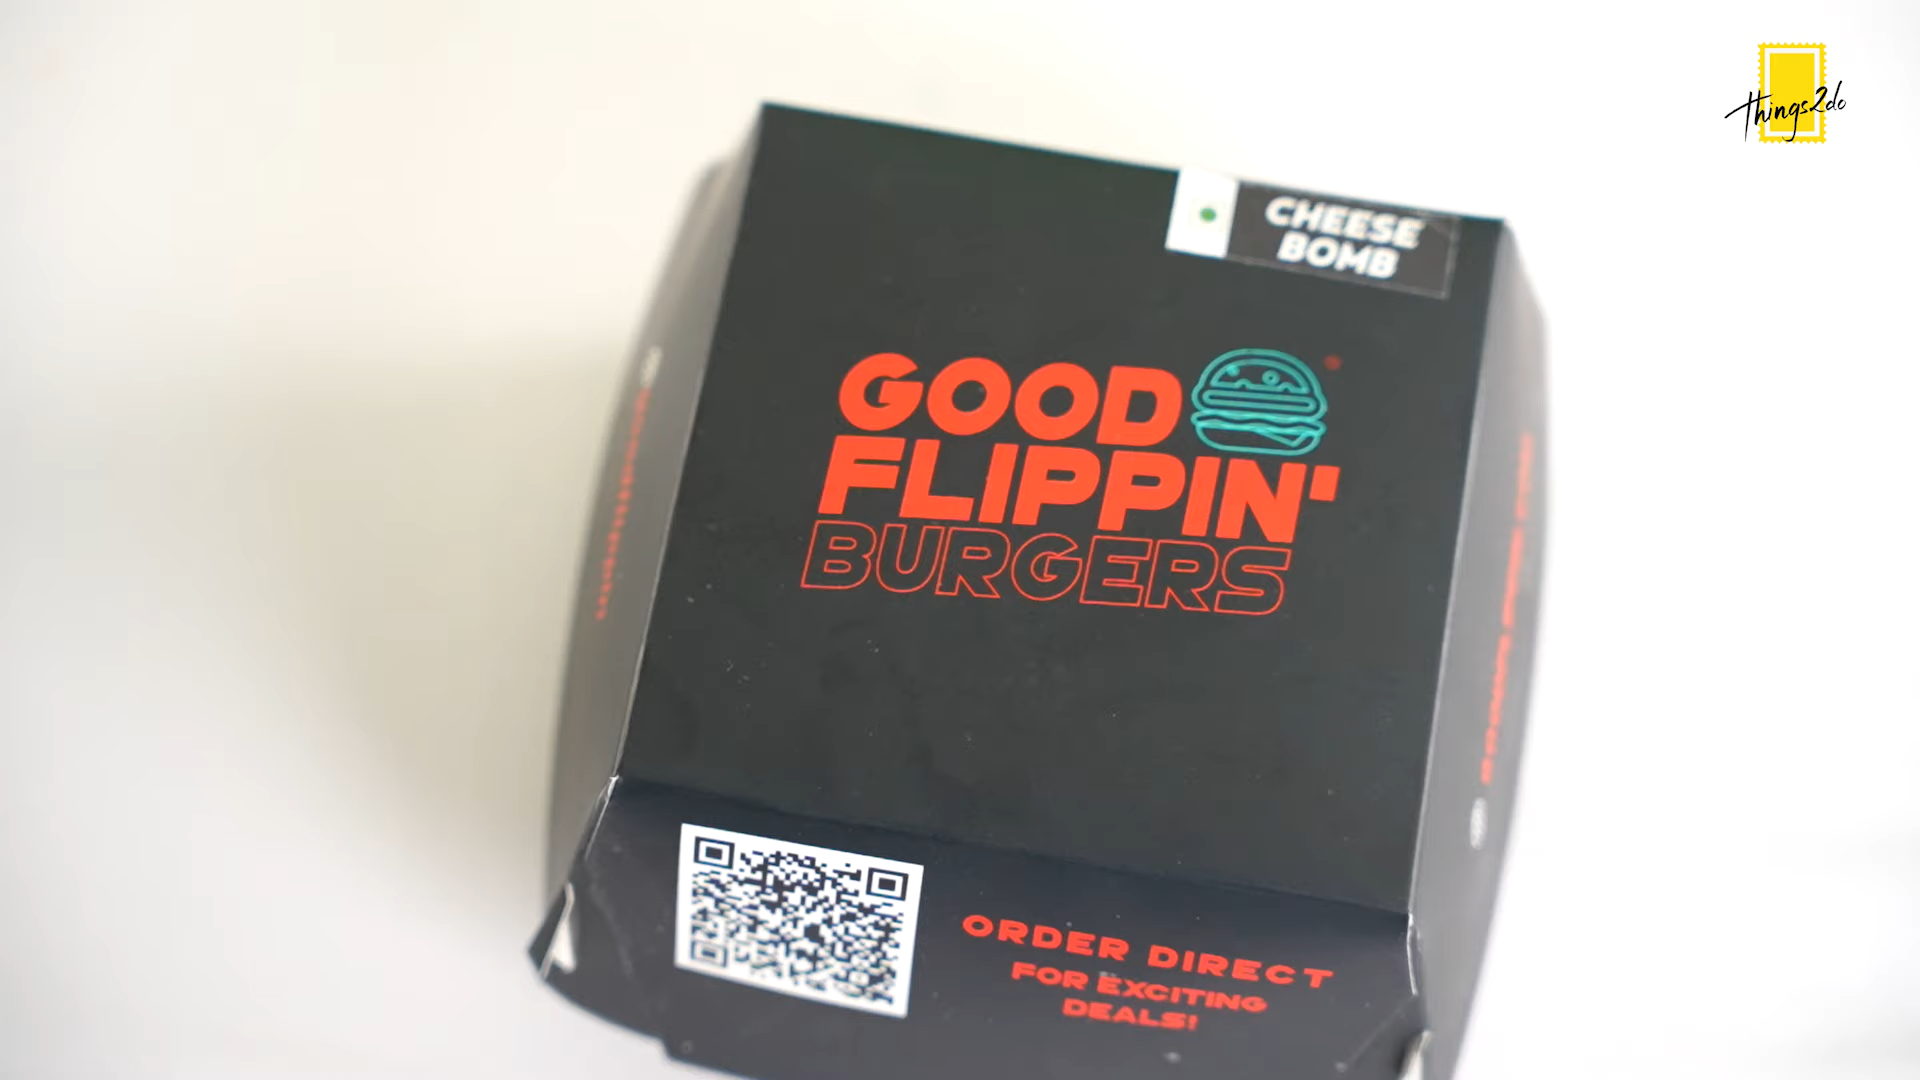 Things2do
CHEESE
BOMB
GOOD
FLIPPIN'
BURGERS
ORDER DIRECT
FOR EXCITING
DEALS!